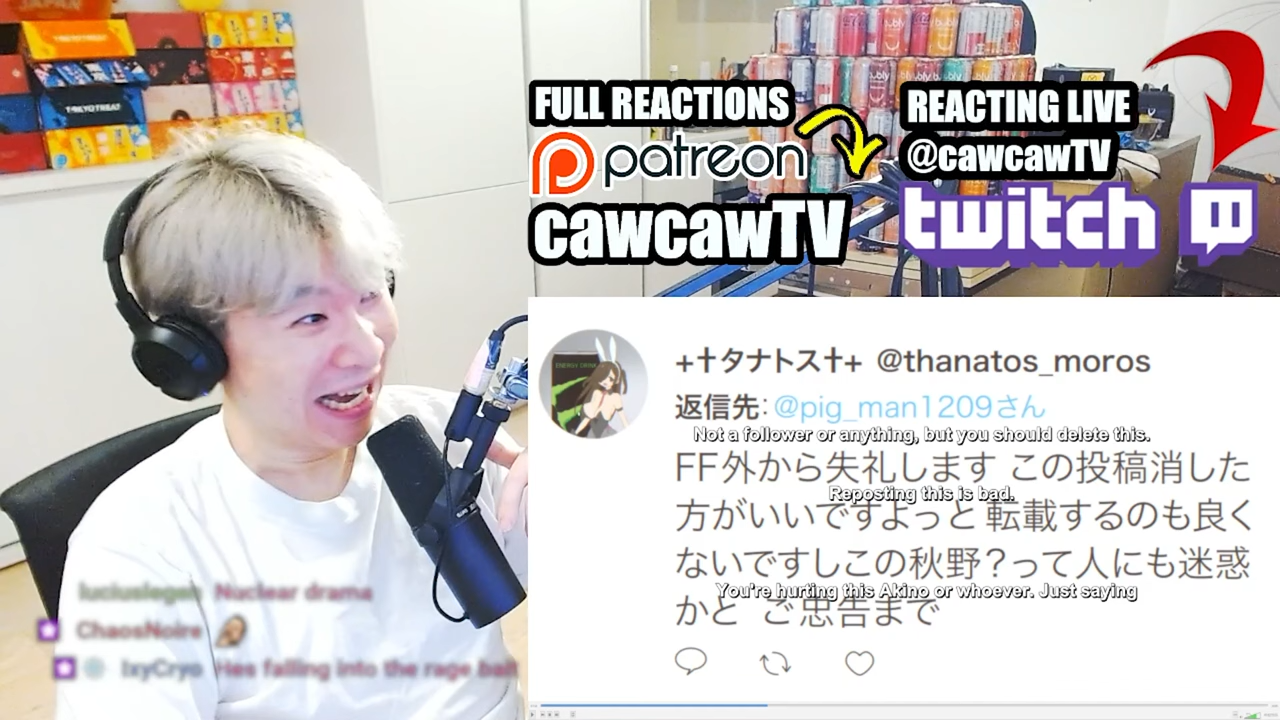 FULL REACTIONS
patreon
cawcawTV
REACTING LIVE
@cawcawTV
twitch
TOKYOTREAT
TOKYOTREAT
bubly
ENERGY DRINK
+†タナトス†+ @thanatos_moros
返信先: @pig_man1209さん
Not a follower or anything, but you should delete this.
FF外から失礼します この投稿消した
Reposting this is bad.
方がいいですよっと 転載するのも良く
ないですしこの秋野?って人にも迷惑
You're hurting this Akino or whoever. Just saying
かと ご忠告まで
luciusisgeh Nuclear drama
ChaosNoire
IxyCryo Hes falling into the rage bait